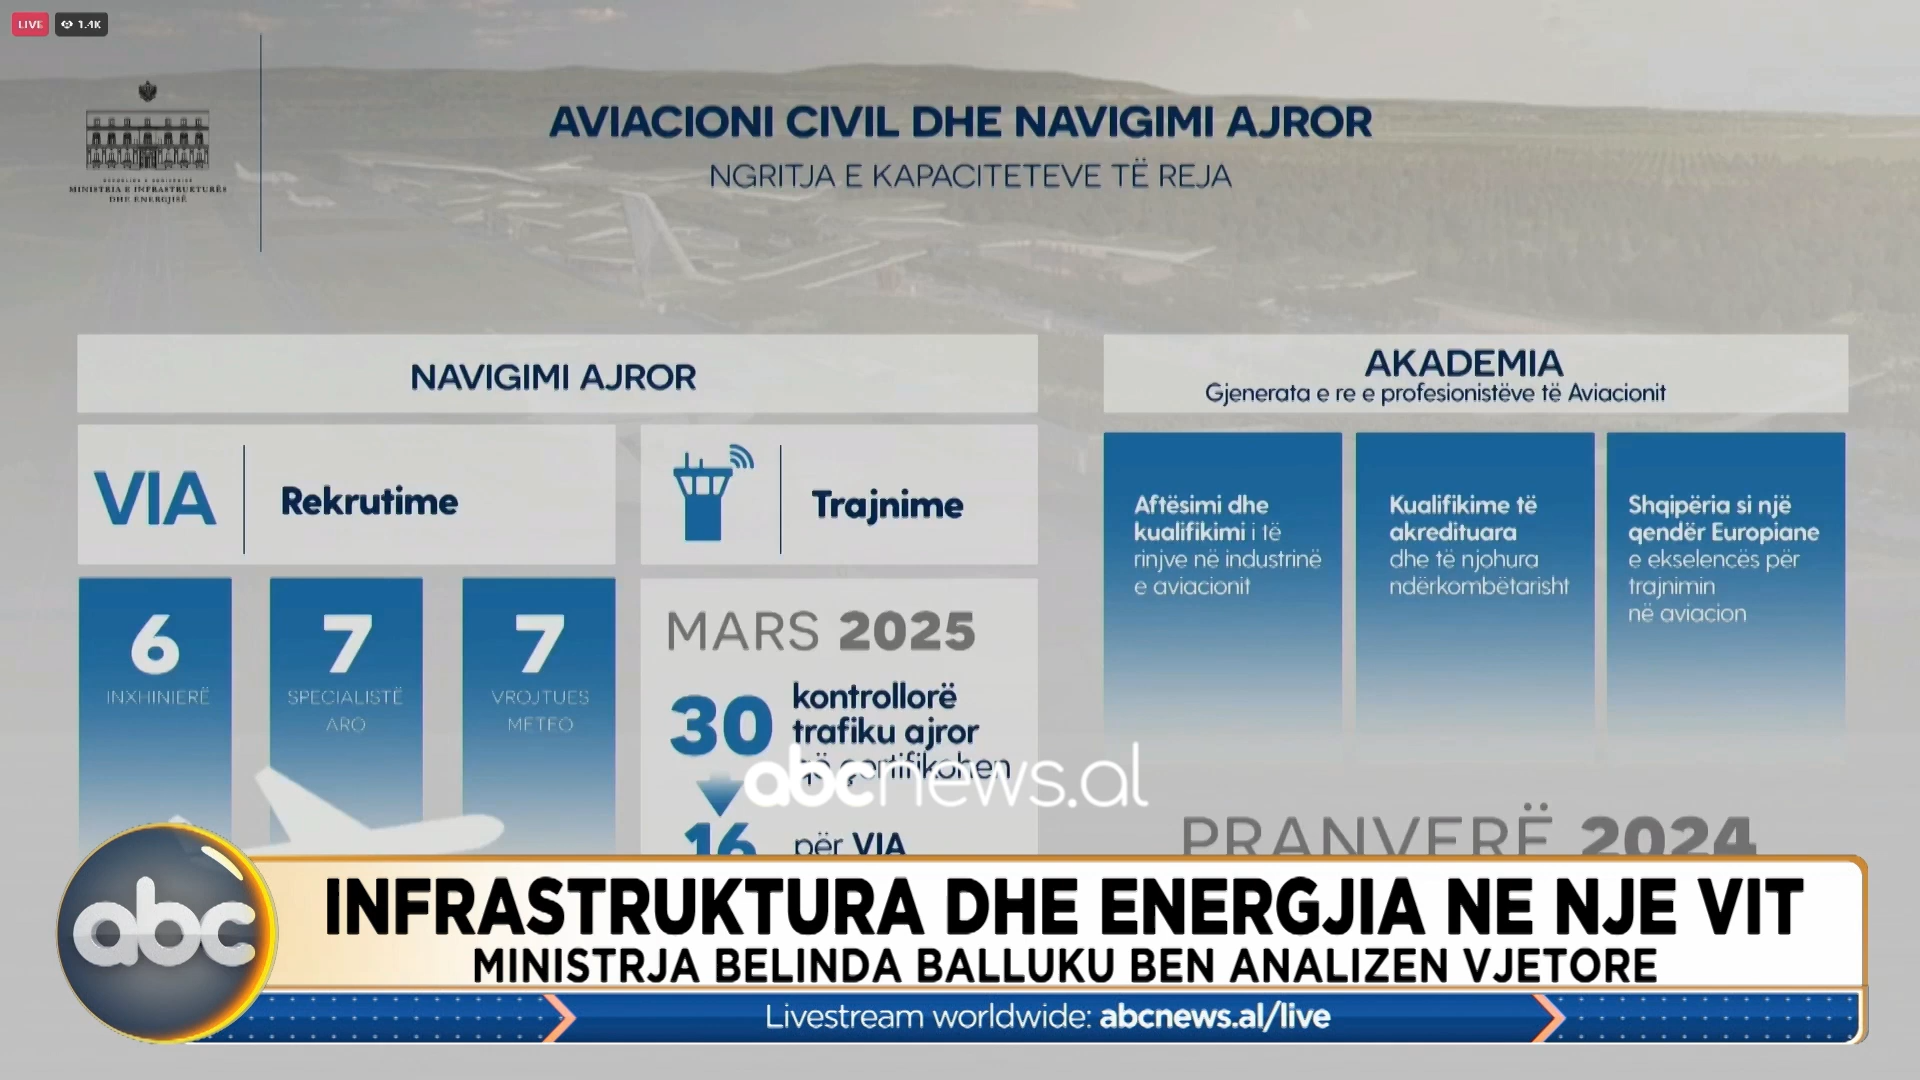 LIVE
1.4K
REPUBLIKA E SHQIPËRISË
MINISTRIA E INFRASTRUKTURËS
DHE ENERGJISË
AVIACIONI CIVIL DHE NAVIGIMI AJROR
NGRITJA E KAPACITETEVE TË REJA
NAVIGIMI AJROR
VIA
Rekrutime
Trajnime
6
INXHINIERË
7
SPECIALISTË
ARO
7
VROJTUES
METEO
MARS 2025
30
kontrollorë
trafiku ajror
që certifikohen
16
për VIA
AKADEMIA
Gjenerata e re e profesionistëve të Aviacionit
Aftësimi dhe
kualifikimi i të
rinjve në industrinë
e aviacionit
Kualifikime të
akredituara
dhe të njohura
ndërkombëtarisht
Shqipëria si një
qendër Europiane
e ekselencës për
trajnimin
në aviacion
PRANVERË 2024
abcnews.al
abc
INFRASTRUKTURA DHE ENERGJIA NE NJE VIT
MINISTRJA BELINDA BALLUKU BEN ANALIZEN VJETORE
Livestream worldwide: abcnews.al/live